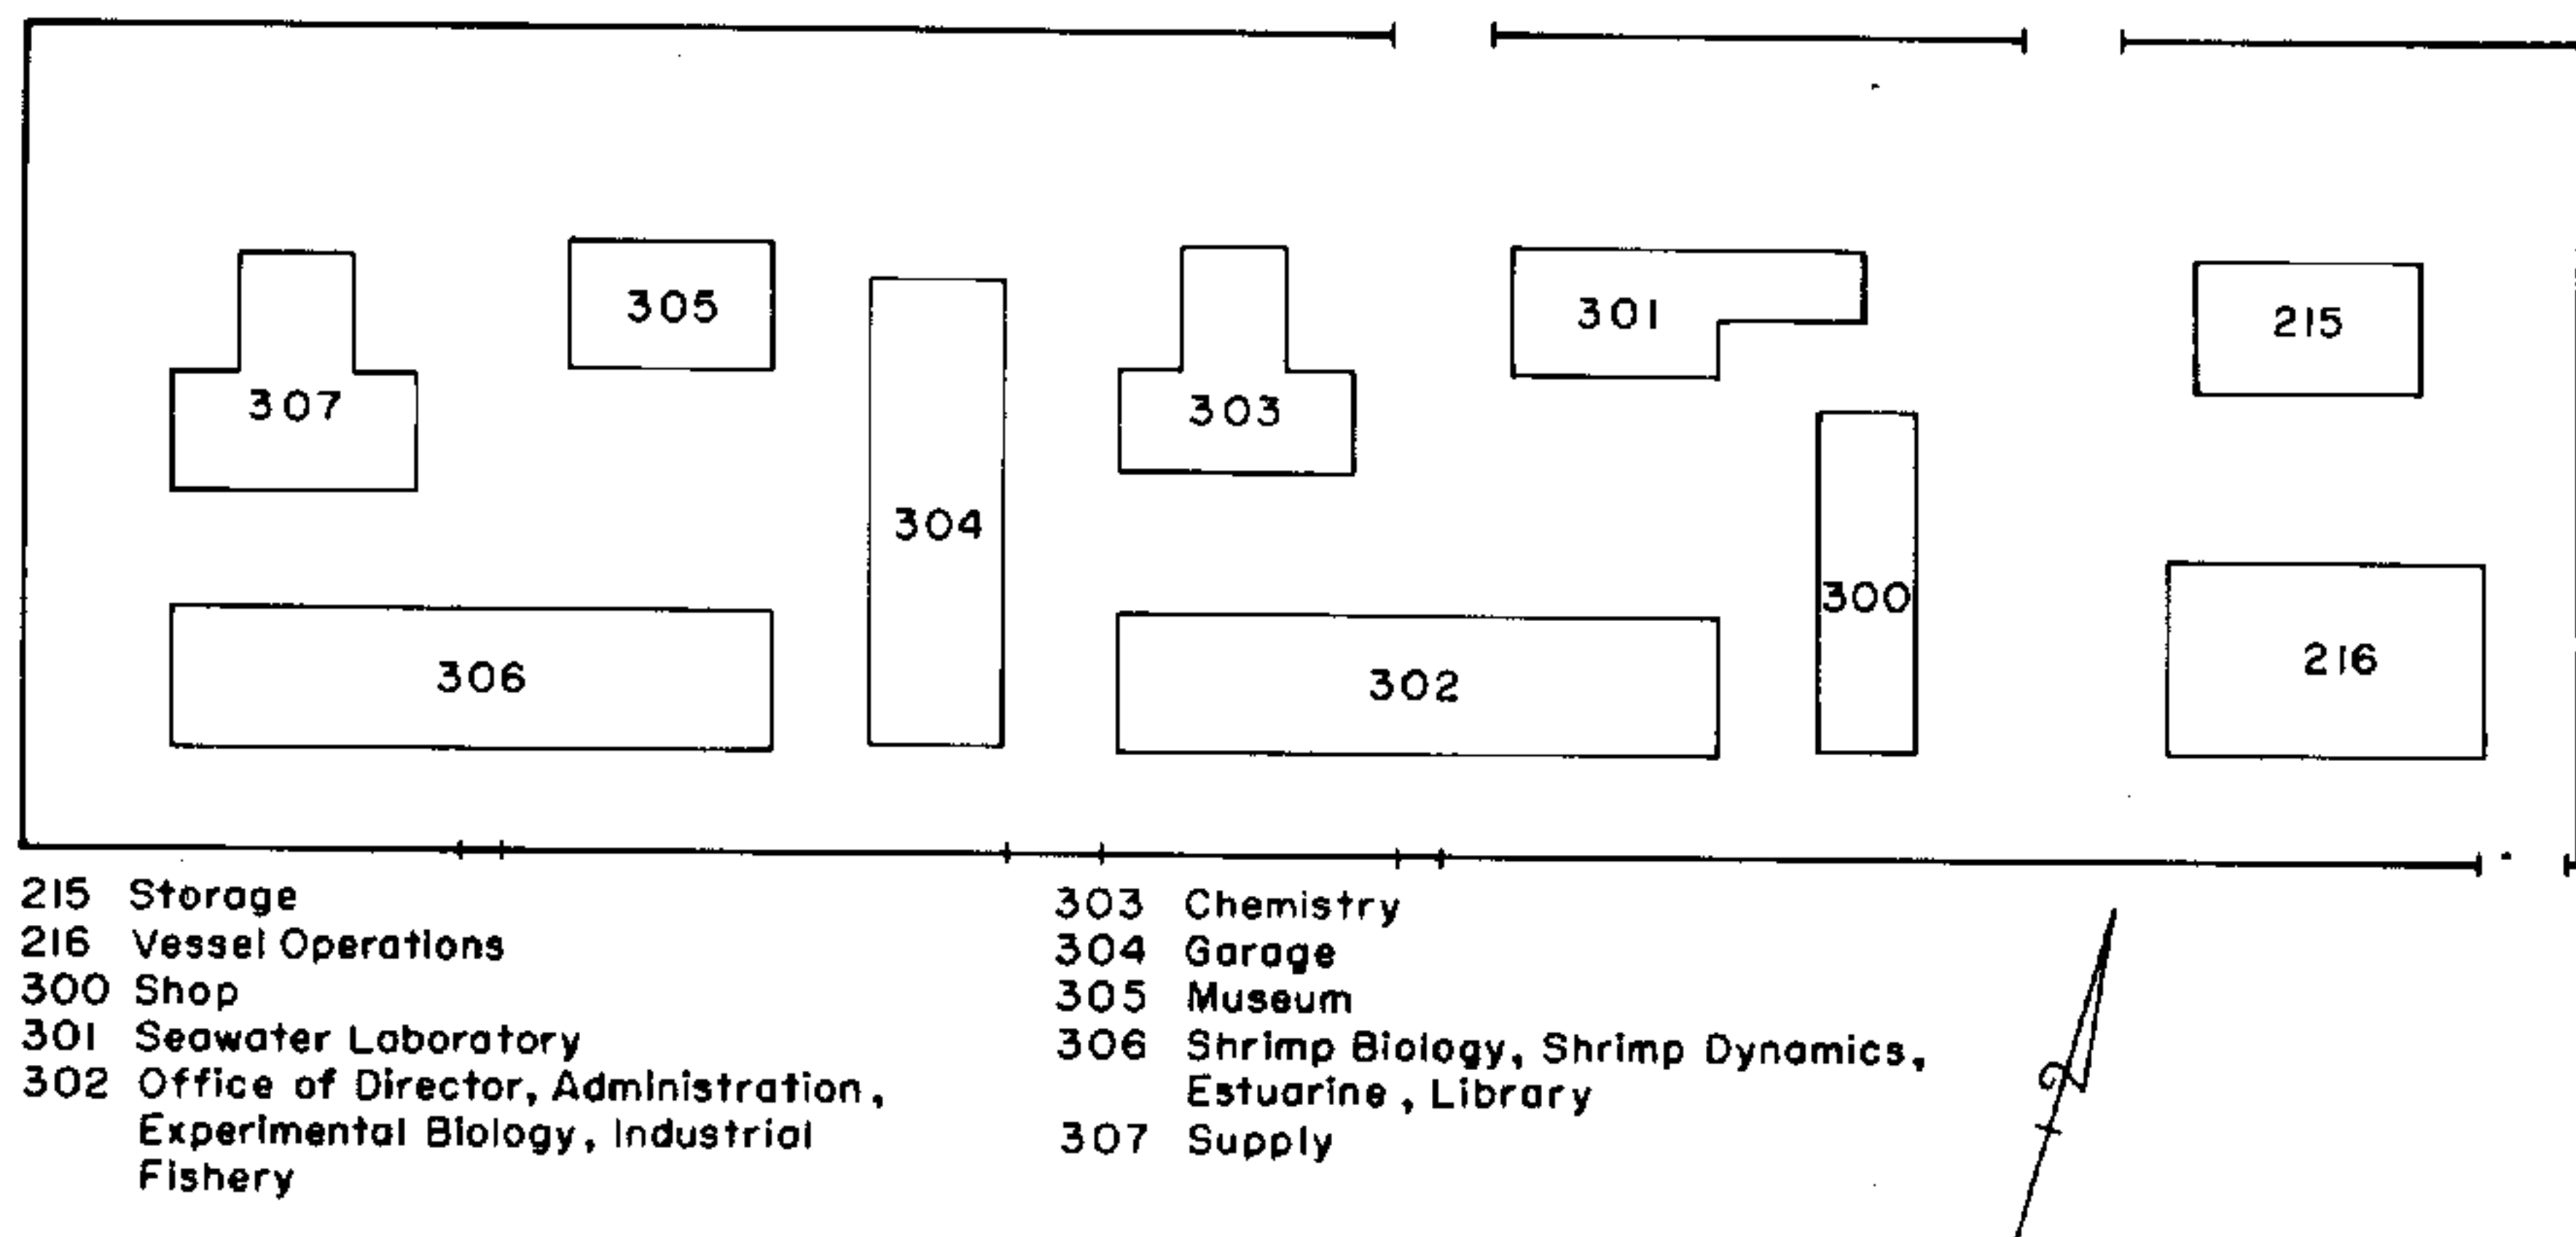 305
301
215
307
303
304
300
306
302
216
215 Storage
216 Vessel Operations
300 Shop
301 Seawater Laboratory
302 Office of Director, Administration,
Experimental Biology, Industrial
Fishery
303 Chemistry
304 Garage
305 Museum
306 Shrimp Biology, Shrimp Dynamics,
Estuarine, Library
307 Supply